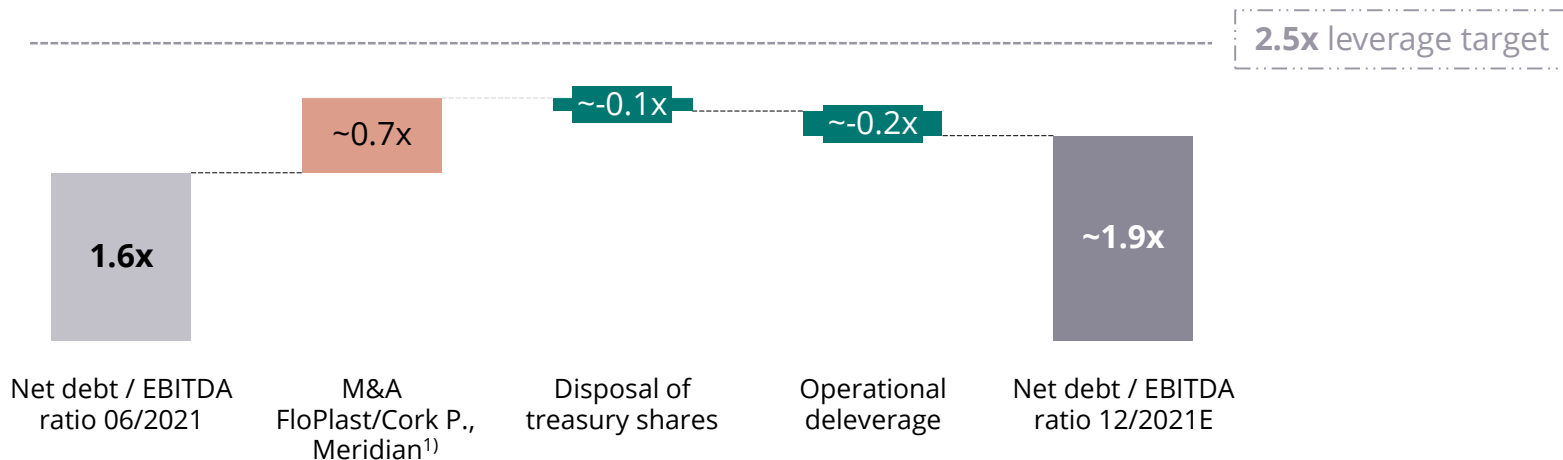 2.5x leverage target
~0.7x
~-0.1x
~-0.2x
1.6x
~1.9x
Net debt / EBITDA
ratio 06/2021
M&A
FloPlast/Cork P.,
Meridian1)
Disposal of
treasury shares
Operational
deleverage
Net debt / EBITDA
ratio 12/2021E